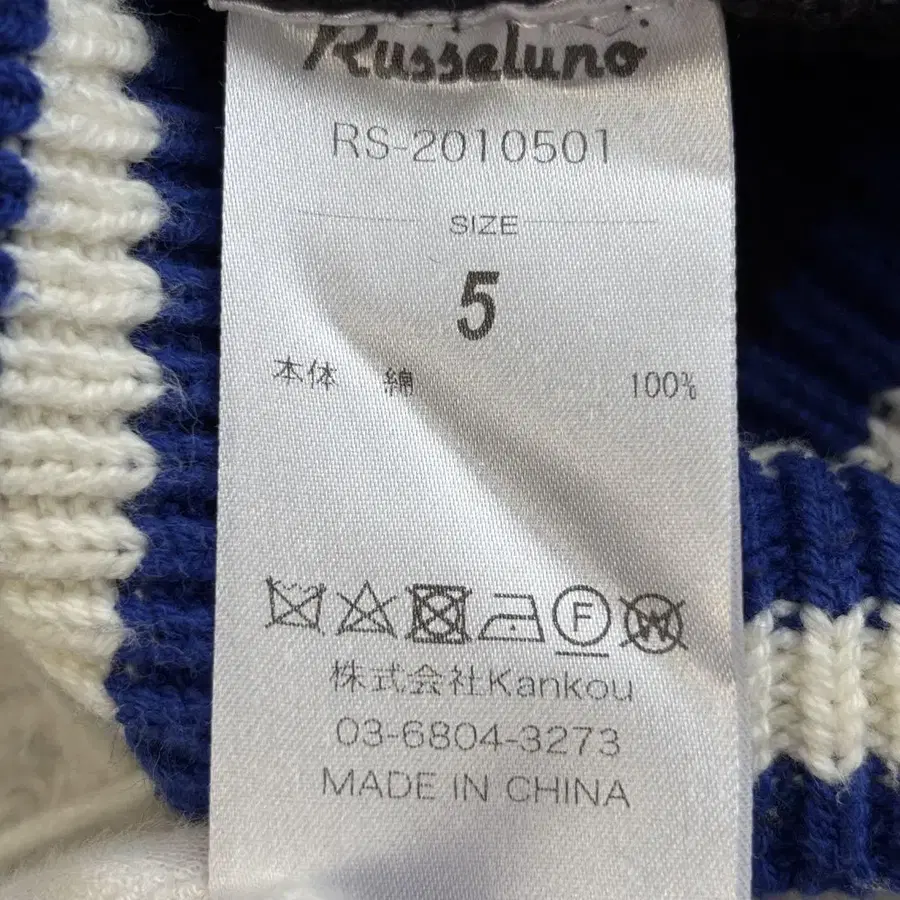 Russeluno
RS-2010501
SIZE
5
本体 綿 100%
F W
株式会社Kankou
03-6804-3273
MADE IN CHINA